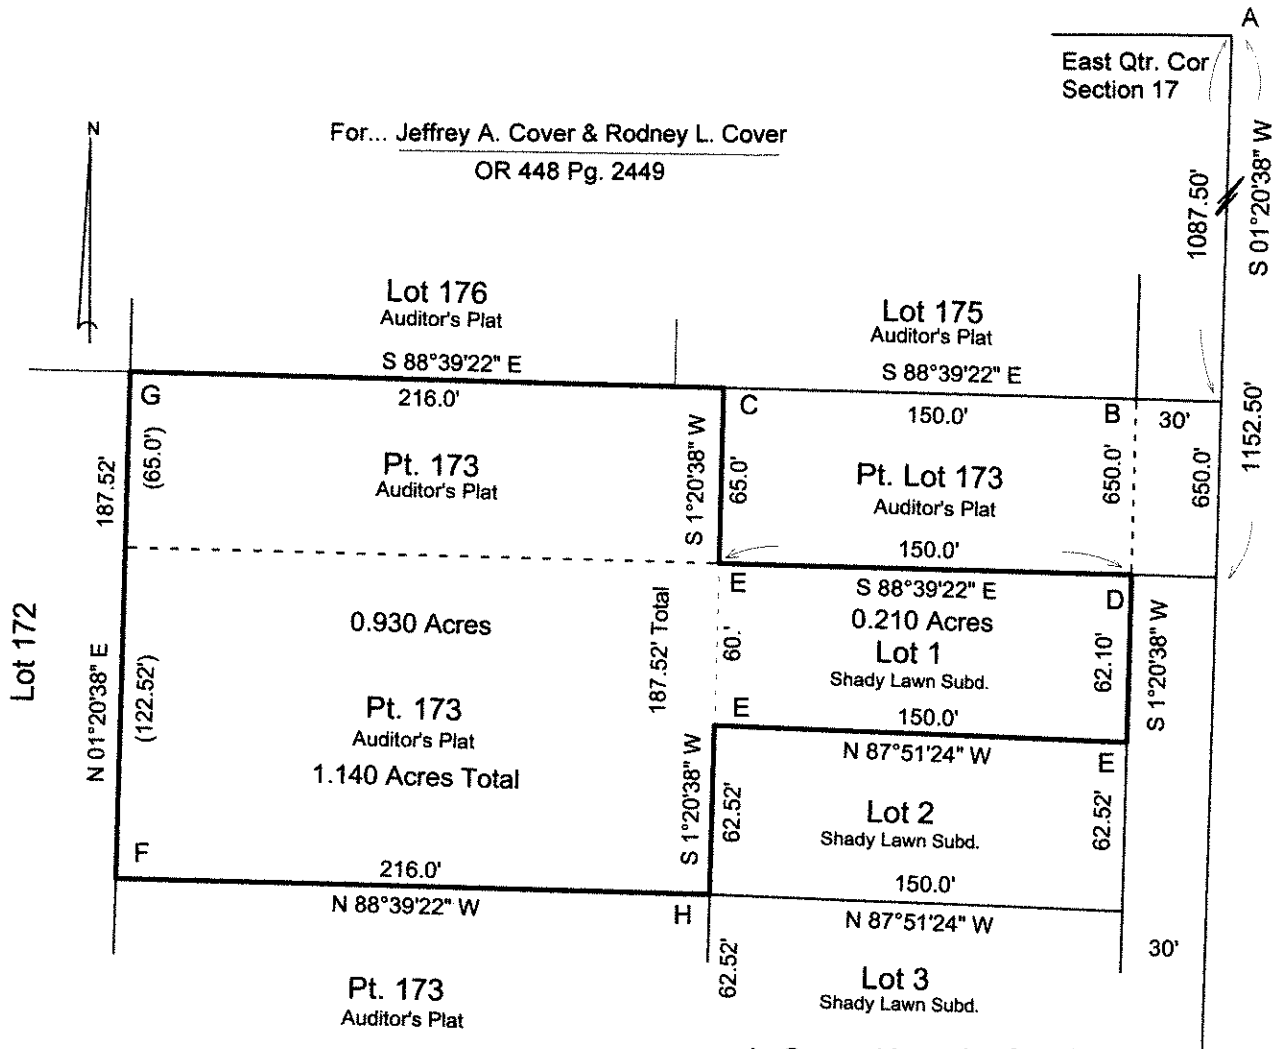 A
East Qtr. Cor
Section 17
For... Jeffrey A. Cover & Rodney L. Cover
OR 448 Pg. 2449
N
1087.50'
S 01°20'38" W
Lot 176
Auditor's Plat
Lot 175
Auditor's Plat
S 88°39'22" E
S 88°39'22" E
G
216.0'
C
150.0'
B
30'
1152.50'
187.52'
(65.0')
Pt. 173
Auditor's Plat
S 1°20'38" W
65.0'
Pt. Lot 173
Auditor's Plat
650.0'
650.0'
150.0'
E
S 88°39'22" E
D
Lot 172
N 01°20'38" E
(122.52')
0.930 Acres
187.52' Total
60.'
0.210 Acres
Lot 1
Shady Lawn Subd.
62.10'
S 1°20'38" W
Pt. 173
Auditor's Plat
1.140 Acres Total
E
150.0'
N 87°51'24" W
E
S 1°20'38" W
62.52'
Lot 2
Shady Lawn Subd.
62.52'
F
216.0'
150.0'
N 88°39'22" W
H
N 87°51'24" W
62.52'
30'
Pt. 173
Auditor's Plat
Lot 3
Shady Lawn Subd.